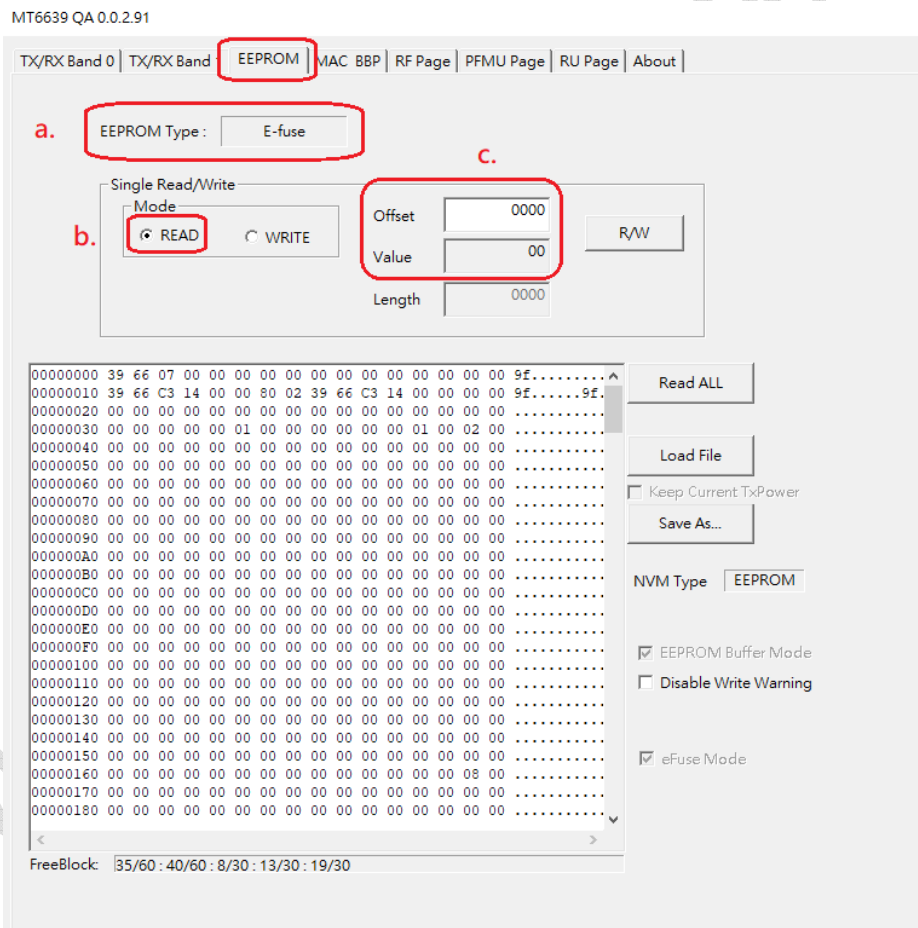 MT6639 QA 0.0.2.91
TX/RX Band 0 TX/RX Band EEPROM MAC BBP RF Page PFMU Page RU Page About
a. EEPROM Type : E-fuse
c.
Single Read/Write
Mode
b. READ WRITE
Offset 0000
R/W
Value 00
Length 0000
00000000 39 66 07 00 00 00 00 00 00 00 00 00 00 00 00 00 9f.........
00000010 39 66 C3 14 00 00 80 02 39 66 C3 14 00 00 00 00 9f......9f.
00000020 00 00 00 00 00 00 00 00 00 00 00 00 00 00 00 00 ...........
00000030 00 00 00 00 00 01 00 00 00 00 00 00 01 00 02 00 ...........
00000040 00 00 00 00 00 00 00 00 00 00 00 00 00 00 00 00 ...........
00000050 00 00 00 00 00 00 00 00 00 00 00 00 00 00 00 00 ...........
00000060 00 00 00 00 00 00 00 00 00 00 00 00 00 00 00 00 ...........
00000070 00 00 00 00 00 00 00 00 00 00 00 00 00 00 00 00 ...........
00000080 00 00 00 00 00 00 00 00 00 00 00 00 00 00 00 00 ...........
00000090 00 00 00 00 00 00 00 00 00 00 00 00 00 00 00 00 ...........
000000A0 00 00 00 00 00 00 00 00 00 00 00 00 00 00 00 00 ...........
000000B0 00 00 00 00 00 00 00 00 00 00 00 00 00 00 00 00 ...........
000000C0 00 00 00 00 00 00 00 00 00 00 00 00 00 00 00 00 ...........
000000D0 00 00 00 00 00 00 00 00 00 00 00 00 00 00 00 00 ...........
000000E0 00 00 00 00 00 00 00 00 00 00 00 00 00 00 00 00 ...........
000000F0 00 00 00 00 00 00 00 00 00 00 00 00 00 00 00 00 ...........
00000100 00 00 00 00 00 00 00 00 00 00 00 00 00 00 00 00 ...........
00000110 00 00 00 00 00 00 00 00 00 00 00 00 00 00 00 00 ...........
00000120 00 00 00 00 00 00 00 00 00 00 00 00 00 00 00 00 ...........
00000130 00 00 00 00 00 00 00 00 00 00 00 00 00 00 00 00 ...........
00000140 00 00 00 00 00 00 00 00 00 00 00 00 00 00 00 00 ...........
00000150 00 00 00 00 00 00 00 00 00 00 00 00 00 00 00 00 ...........
00000160 00 00 00 00 00 00 00 00 00 00 00 00 00 00 08 00 ...........
00000170 00 00 00 00 00 00 00 00 00 00 00 00 00 00 00 00 ...........
00000180 00 00 00 00 00 00 00 00 00 00 00 00 00 00 00 00 ...........
Read ALL
Load File
Keep Current TxPower
Save As...
NVM Type EEPROM
EEPROM Buffer Mode
Disable Write Warning
eFuse Mode
FreeBlock: 35/60 : 40/60 : 8/30 : 13/30 : 19/30